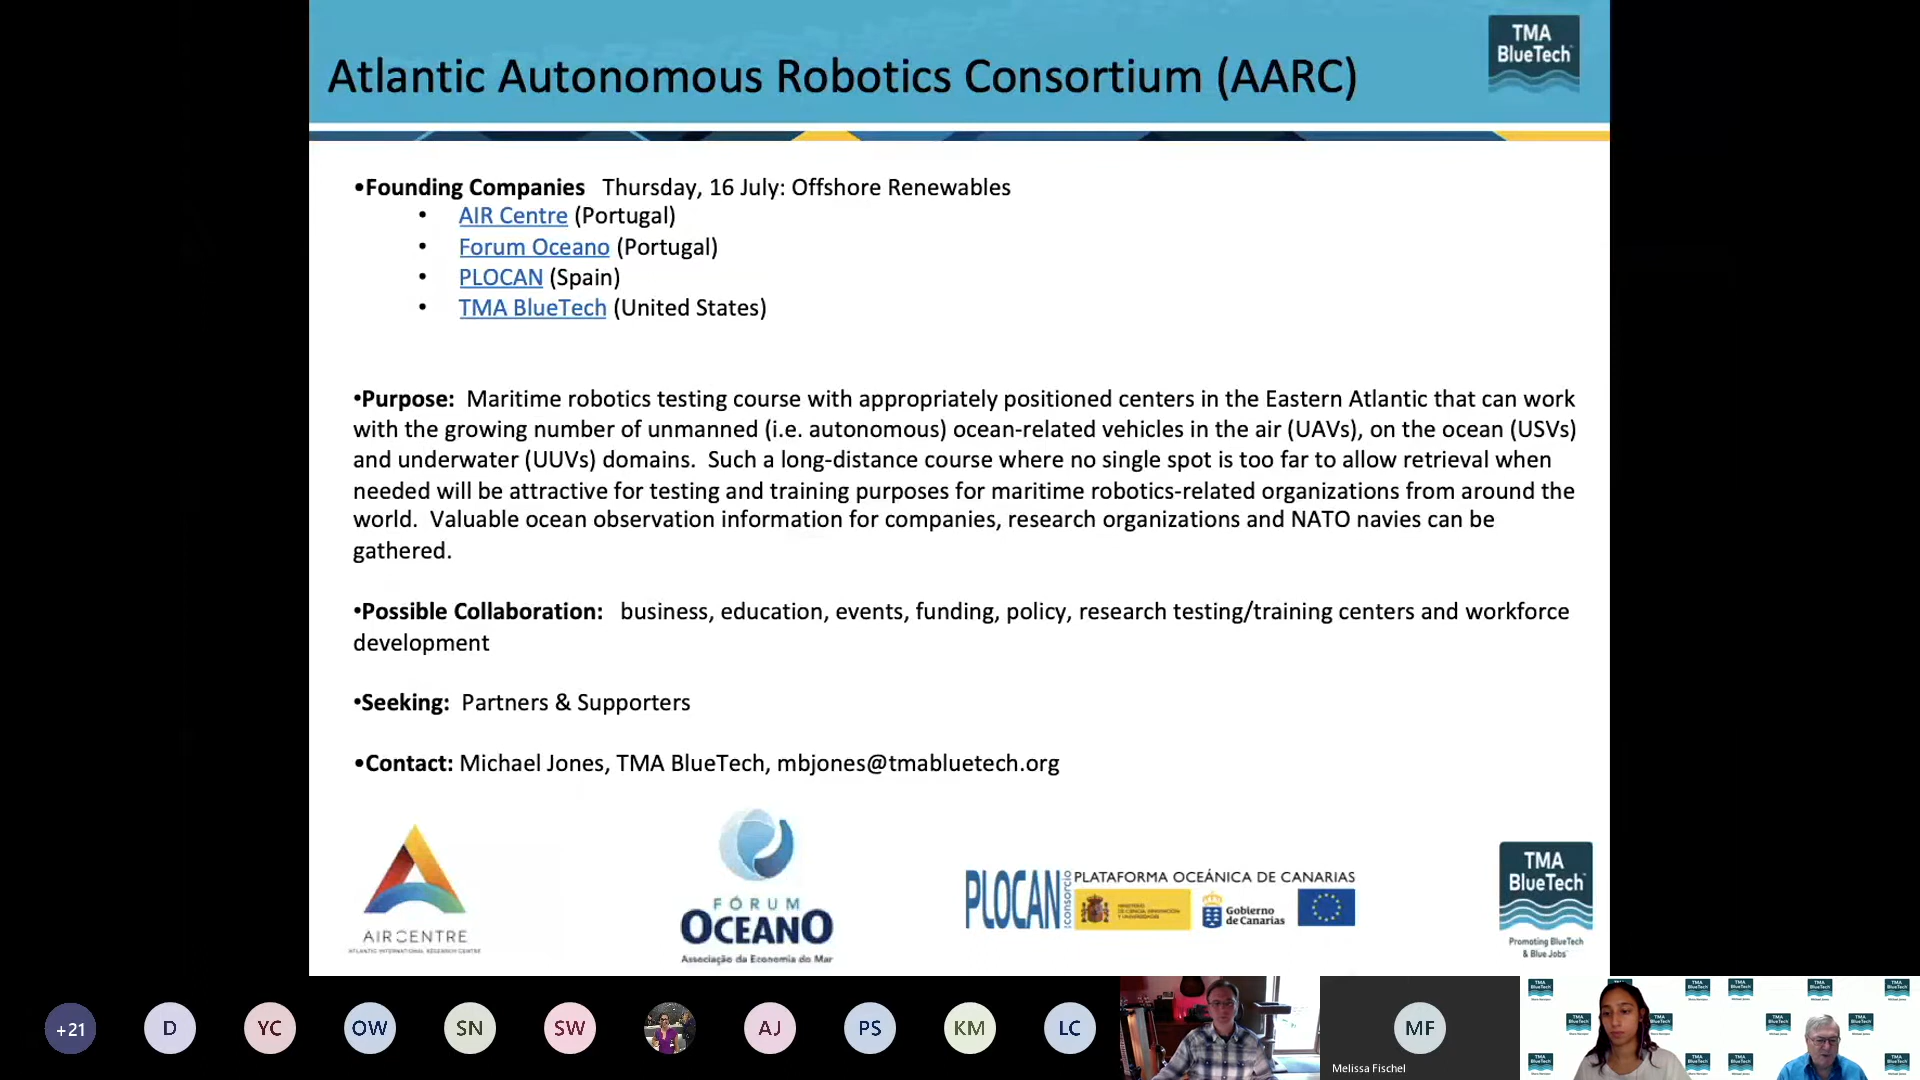 Atlantic Autonomous Robotics Consortium (AARC)
TMA
BlueTech
•Founding Companies Thursday, 16 July: Offshore Renewables
• AIR Centre (Portugal)
• Forum Oceano (Portugal)
• PLOCAN (Spain)
• TMA BlueTech (United States)
•Purpose: Maritime robotics testing course with appropriately positioned centers in the Eastern Atlantic that can work
with the growing number of unmanned (i.e. autonomous) ocean-related vehicles in the air (UAVs), on the ocean (USVs)
and underwater (UUVs) domains. Such a long-distance course where no single spot is too far to allow retrieval when
needed will be attractive for testing and training purposes for maritime robotics-related organizations from around the
world. Valuable ocean observation information for companies, research organizations and NATO navies can be
gathered.
•Possible Collaboration: business, education, events, funding, policy, research testing/training centers and workforce
development
•Seeking: Partners & Supporters
•Contact: Michael Jones, TMA BlueTech, mbjones@tmabluetech.org
AIRCENTRE
ATLANTIC INTERNATIONAL RESEARCH CENTRE
FÓRUM
OCEANO
Associação da Economia do Mar
PLOCAN
consorcio
PLATAFORMA OCEÁNICA DE CANARIAS
Gobierno
de Canarias
TMA
BlueTech
Promoting BlueTech
& Blue Jobs
+21
D
YC
OW
SN
SW
AJ
PS
KM
LC
MF
Melissa Fischel